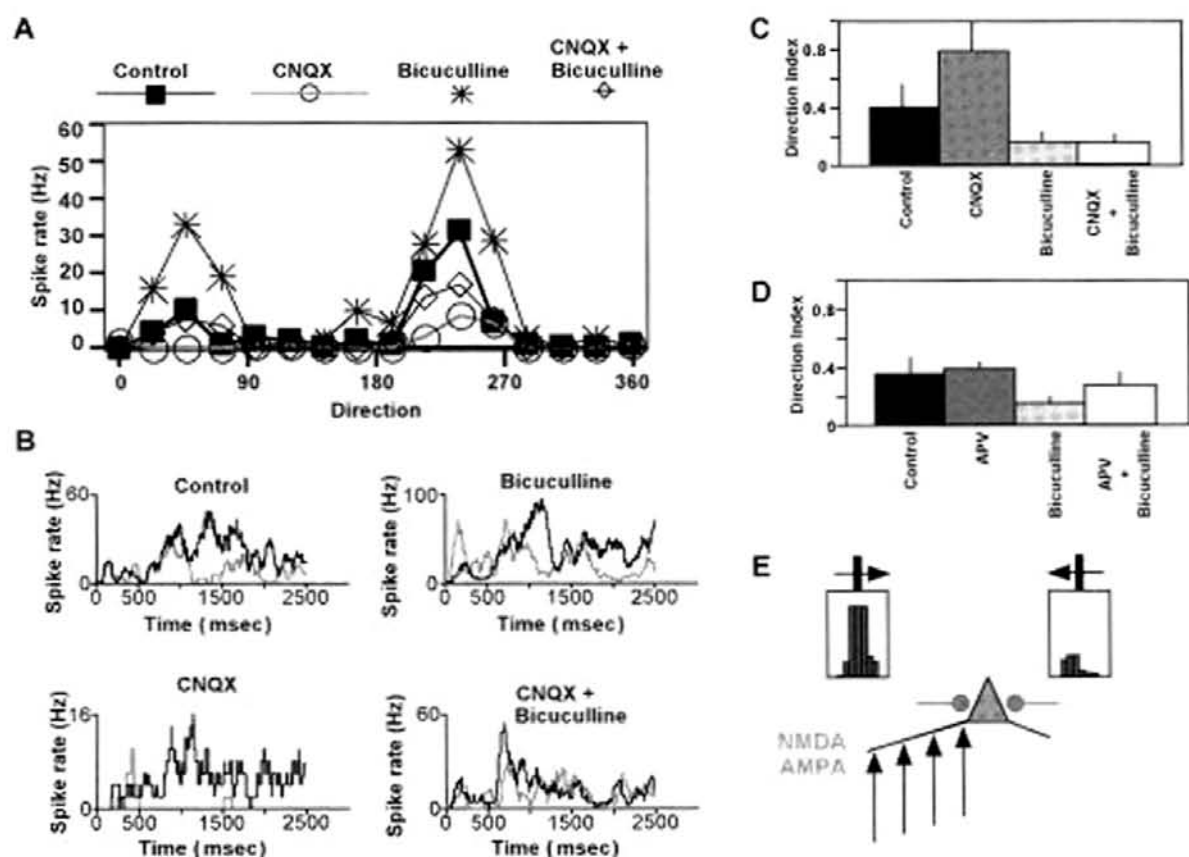 A
Control
CNQX
Bicuculline
CNQX +
Bicuculline
Spike rate (Hz)
60
50
40
30
20
10
0
0 90 180 270 360
Direction
B
Control
Spike rate (Hz)
60
0
0 500 1500 2500
Time (msec)
Bicuculline
Spike rate (Hz)
100
0
0 500 1500 2500
Time (msec)
CNQX
Spike rate (Hz)
16
0
0 500 1500 2500
Time (msec)
CNQX +
Bicuculline
Spike rate (Hz)
60
0
0 500 1500 2500
Time (msec)
C
Direction Index
0.8
0.4
0
Control
CNQX
Bicuculline
CNQX
+
Bicuculline
D
Direction Index
0.8
0.4
0
Control
APV
Bicuculline
APV
+
Bicuculline
E
NMDA
AMPA